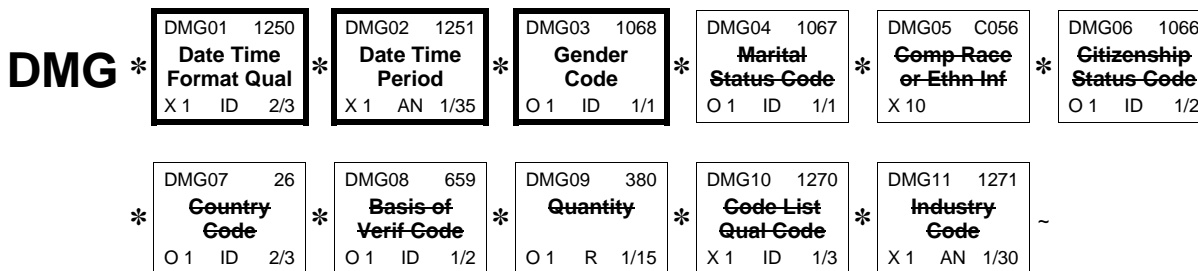 DMG * DMG01 1250 * DMG02 1251 * DMG03 1068 * DMG04 1067 * DMG05 C056 * DMG06 1066
Date Time Date Time Gender Marital Comp Race Citizenship
Format Qual Period Code Status Code or Ethn Inf Status Code
X 1 ID 2/3 X 1 AN 1/35 O 1 ID 1/1 O 1 ID 1/1 X 10 O 1 ID 1/2
* DMG07 26 * DMG08 659 * DMG09 380 * DMG10 1270 * DMG11 1271 ~
Country Basis of Quantity Code List Industry
Code Verif Code Qual Code Code
O 1 ID 2/3 O 1 ID 1/2 O 1 R 1/15 X 1 ID 1/3 X 1 AN 1/30